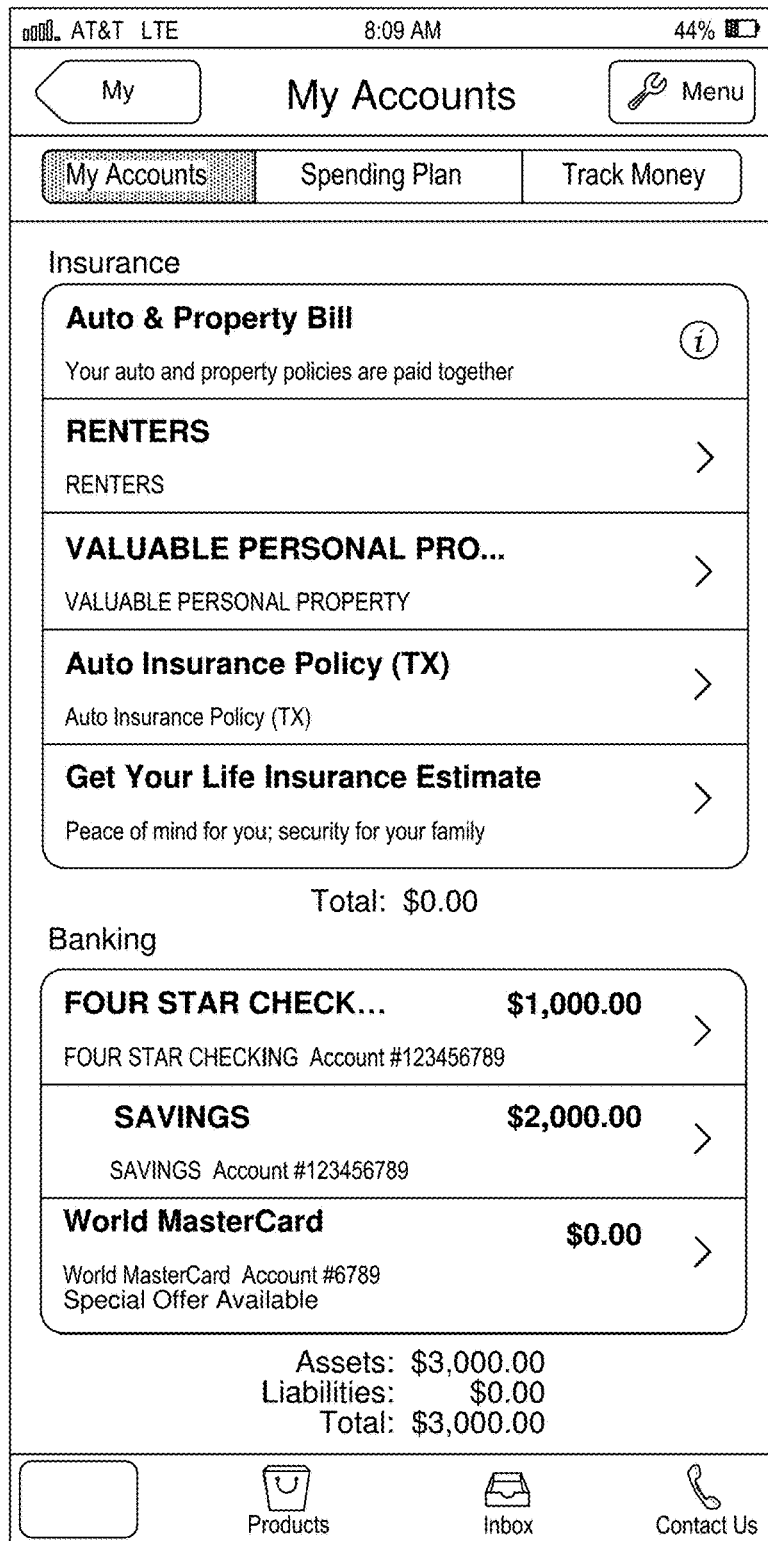 AT&T LTE 8:09 AM 44%
My My Accounts Menu
My Accounts Spending Plan Track Money
Insurance
Auto & Property Bill
i
Your auto and property policies are paid together
RENTERS
RENTERS
VALUABLE PERSONAL PRO...
VALUABLE PERSONAL PROPERTY
Auto Insurance Policy (TX)
Auto Insurance Policy (TX)
Get Your Life Insurance Estimate
Peace of mind for you; security for your family
Total: $0.00
Banking
FOUR STAR CHECK... $1,000.00
FOUR STAR CHECKING Account #123456789
SAVINGS $2,000.00
SAVINGS Account #123456789
World MasterCard $0.00
World MasterCard Account #6789
Special Offer Available
Assets: $3,000.00
Liabilities: $0.00
Total: $3,000.00
Products Inbox Contact Us